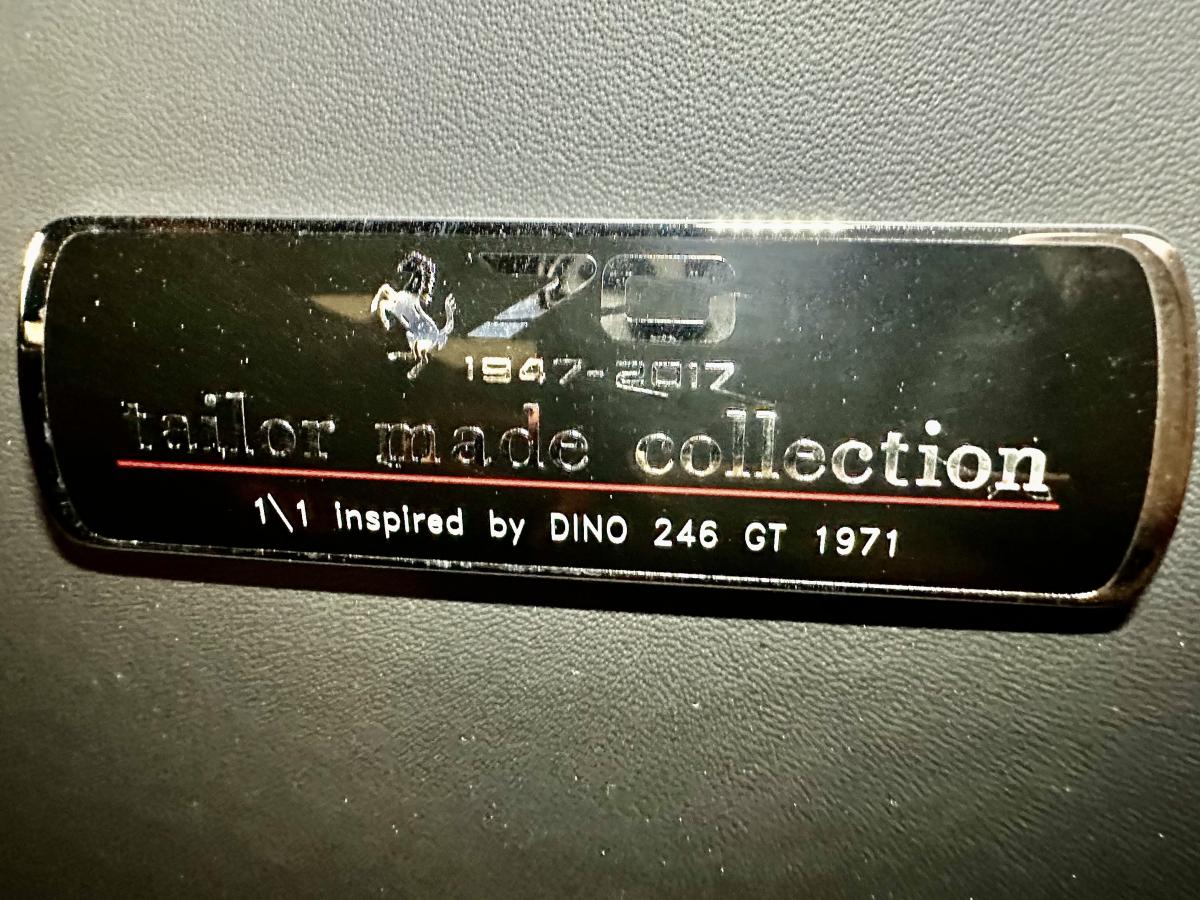 70
1947-2017
tailor made collection
1\1 inspired by DINO 246 GT 1971